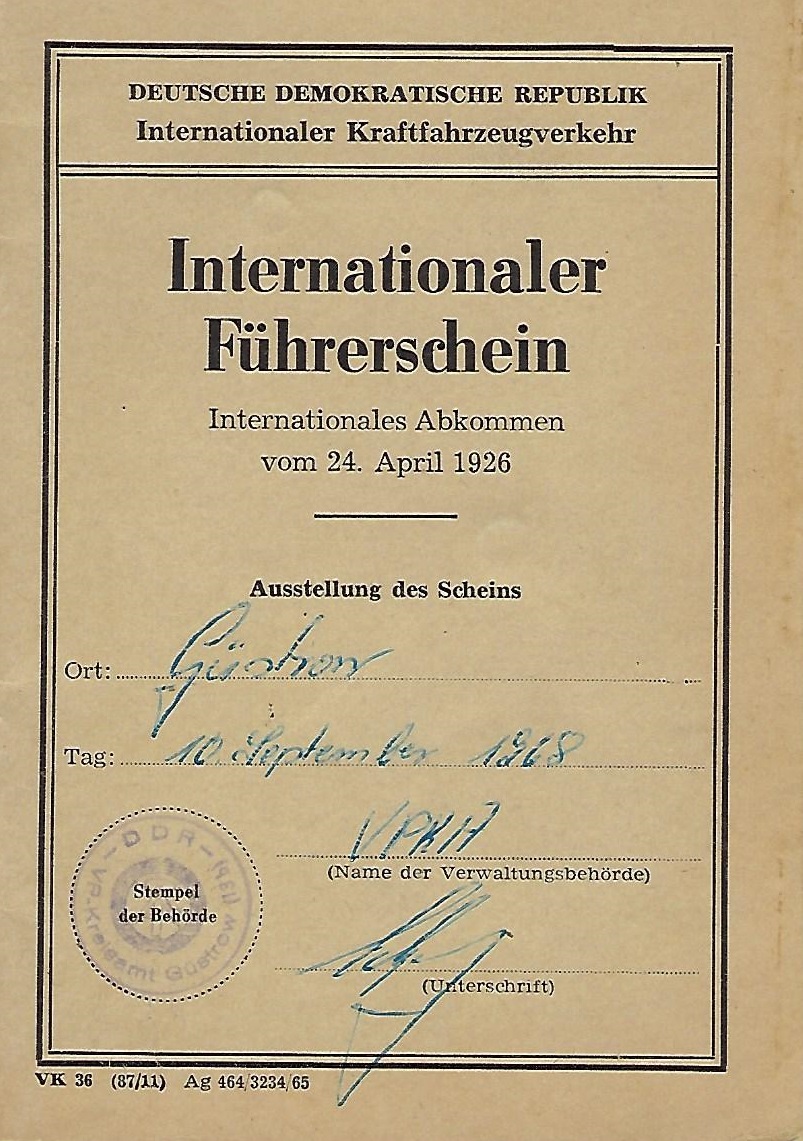 DEUTSCHE DEMOKRATISCHE REPUBLIK
Internationaler Kraftfahrzeugverkehr
Internationaler
Führerschein
Internationales Abkommen
vom 24. April 1926
Ausstellung des Scheins
Ort: Güstrow
Tag: 10. September 1968
VPKA
(Name der Verwaltungsbehörde)
DDR
VP.-Kreisamt Güstrow
Stempel
der Behörde
(Unterschrift)
VK 36 (87/11) Ag 464/3234/65